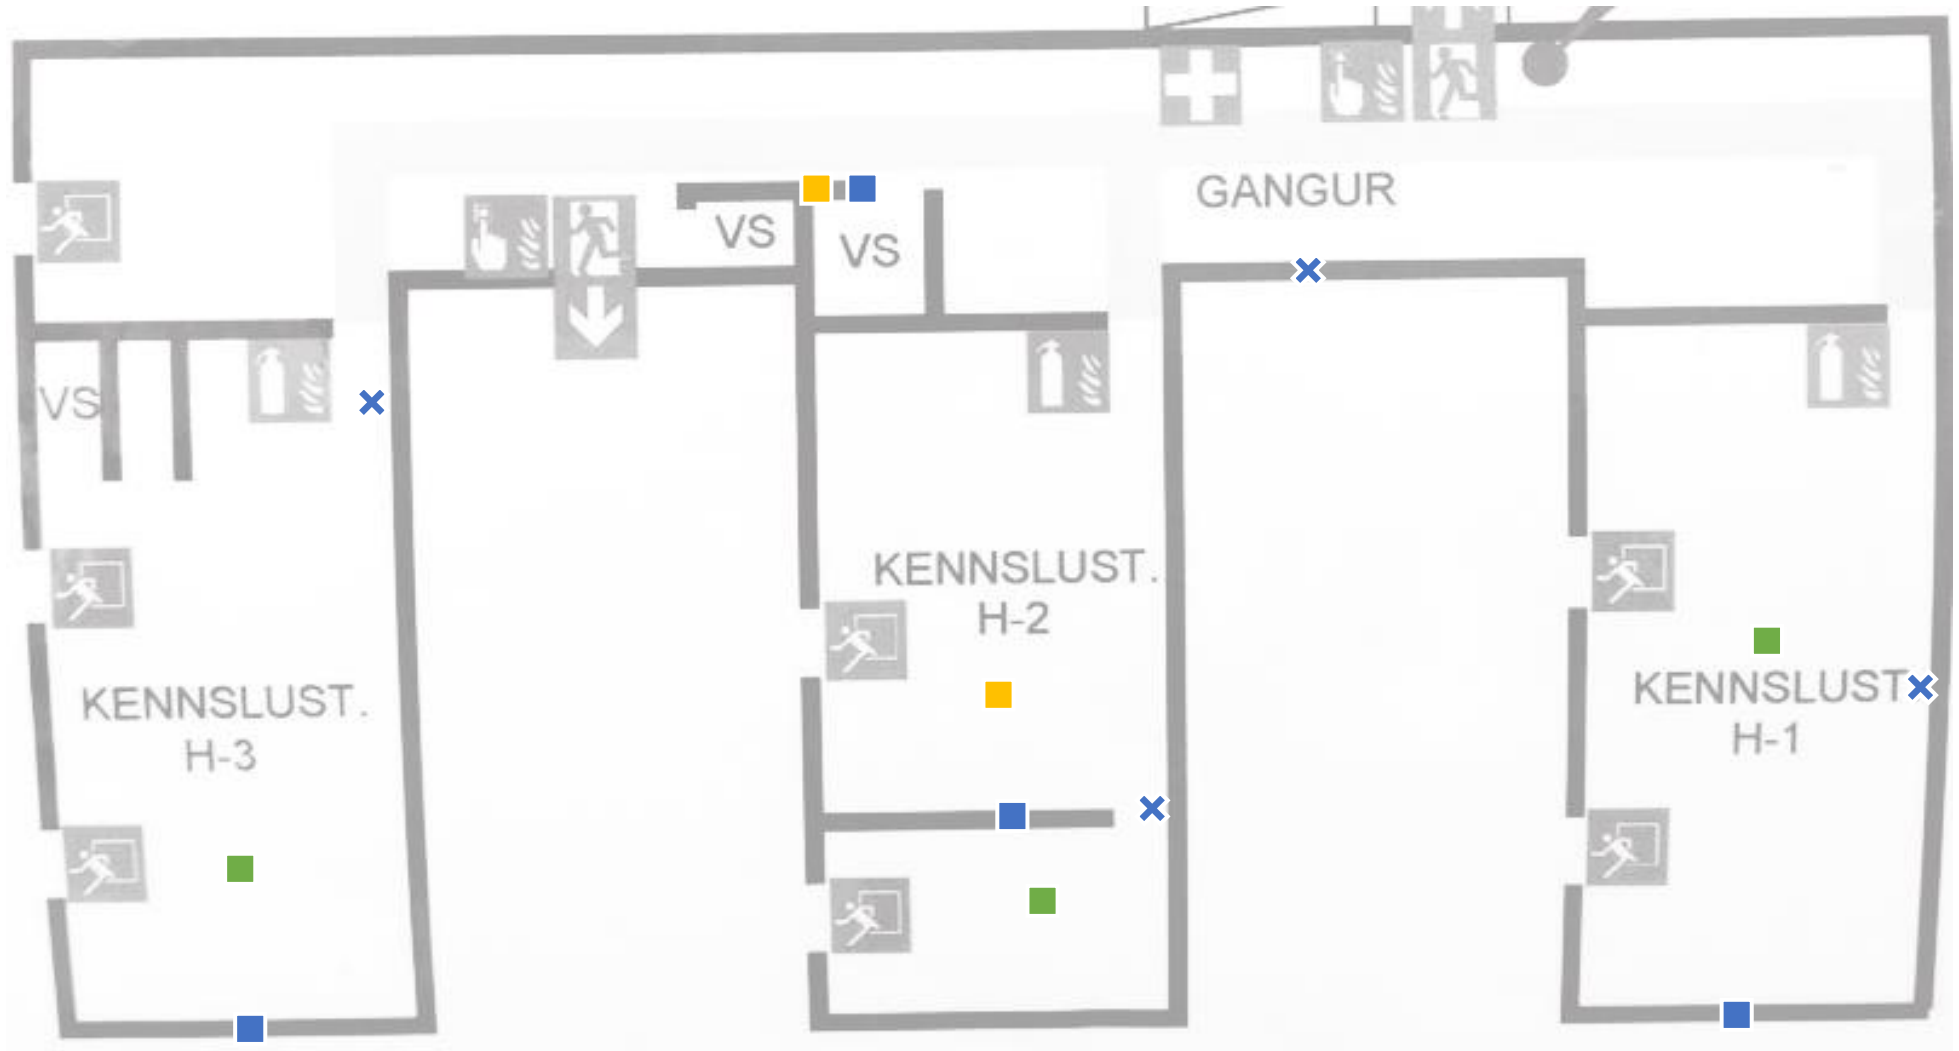 GANGUR
VS
VS
VS
KENNSLUST.
H-2
KENNSLUST.
H-3
KENNSLUST
H-1